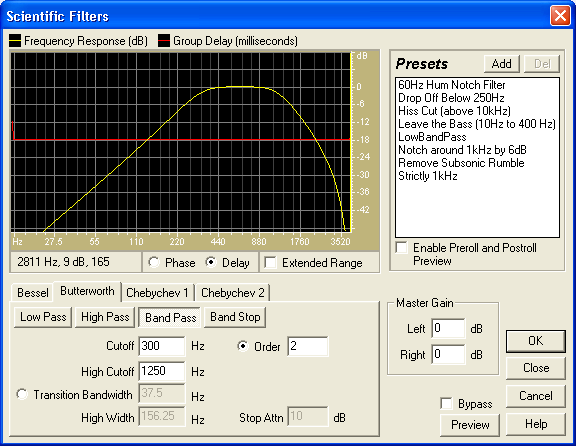 Scientific Filters
Frequency Response (dB) Group Delay (milliseconds)
dB
-0
-6
-12
-18
-24
-30
-36
-42
Hz 27.5 55 110 220 440 880 1760 3520
2811 Hz, 9 dB, 165 Phase Delay Extended Range
Presets Add Del
60Hz Hum Notch Filter
Drop Off Below 250Hz
Hiss Cut (above 10kHz)
Leave the Bass (10Hz to 400 Hz)
LowBandPass
Notch around 1kHz by 6dB
Remove Subsonic Rumble
Strictly 1kHz
Enable Preroll and Postroll
Preview
Bessel Butterworth Chebychev 1 Chebychev 2
Low Pass High Pass Band Pass Band Stop
Cutoff 300 Hz Order 2
High Cutoff 1250 Hz
Transition Bandwidth 37.5 Hz
High Width 156.25 Hz Stop Attn 10 dB
Master Gain
Left 0 dB
Right 0 dB
Bypass
Preview
OK
Close
Cancel
Help